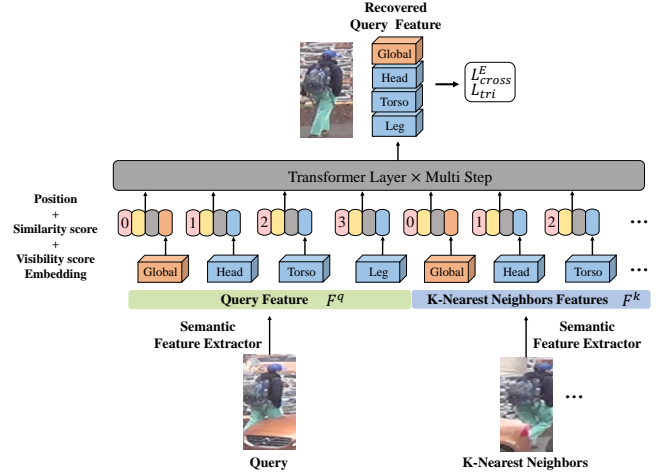 Recovered
Query Feature
Global
Head
Torso
Leg
L^E_cross
L_tri
Transformer Layer × Multi Step
Position
+
Similarity score
+
Visibility score
Embedding
0 1 2 3 0 1 2 ...
Global Head Torso Leg Global Head Torso ...
Query Feature F^q K-Nearest Neighbors Features F^k
Semantic
Feature Extractor
Semantic
Feature Extractor
...
Query
K-Nearest Neighbors